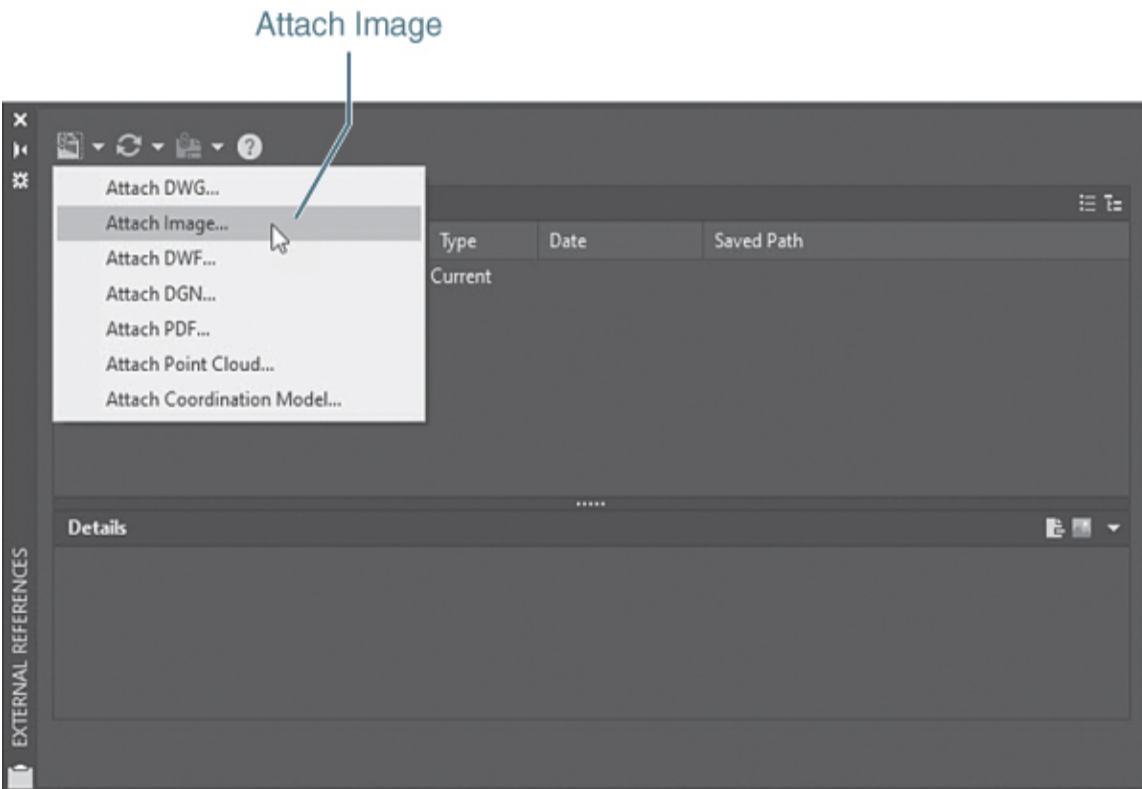 Attach Image
Attach DWG...
Attach Image...
Attach DWF...
Attach DGN...
Attach PDF...
Attach Point Cloud...
Attach Coordination Model...
Type Date Saved Path
Current
Details
EXTERNAL REFERENCES